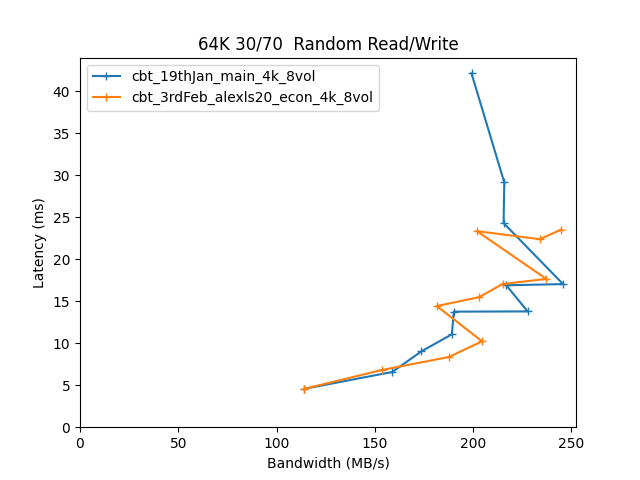 64K 30/70  Random Read/Write
cbt_19thJan_main_4k_8vol
cbt_3rdFeb_alexls20_econ_4k_8vol
Latency (ms)
40
35
30
25
20
15
10
5
0
0 50 100 150 200 250
Bandwidth (MB/s)